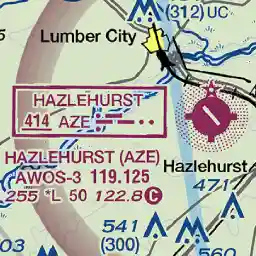 (312) UC
Lumber City
HAZLEHURST
414 AZE
HAZLEHURST (AZE)
AWOS-3 119.125
255 *L 50 122.8 C
Hazlehurst
471
541
(300)
560